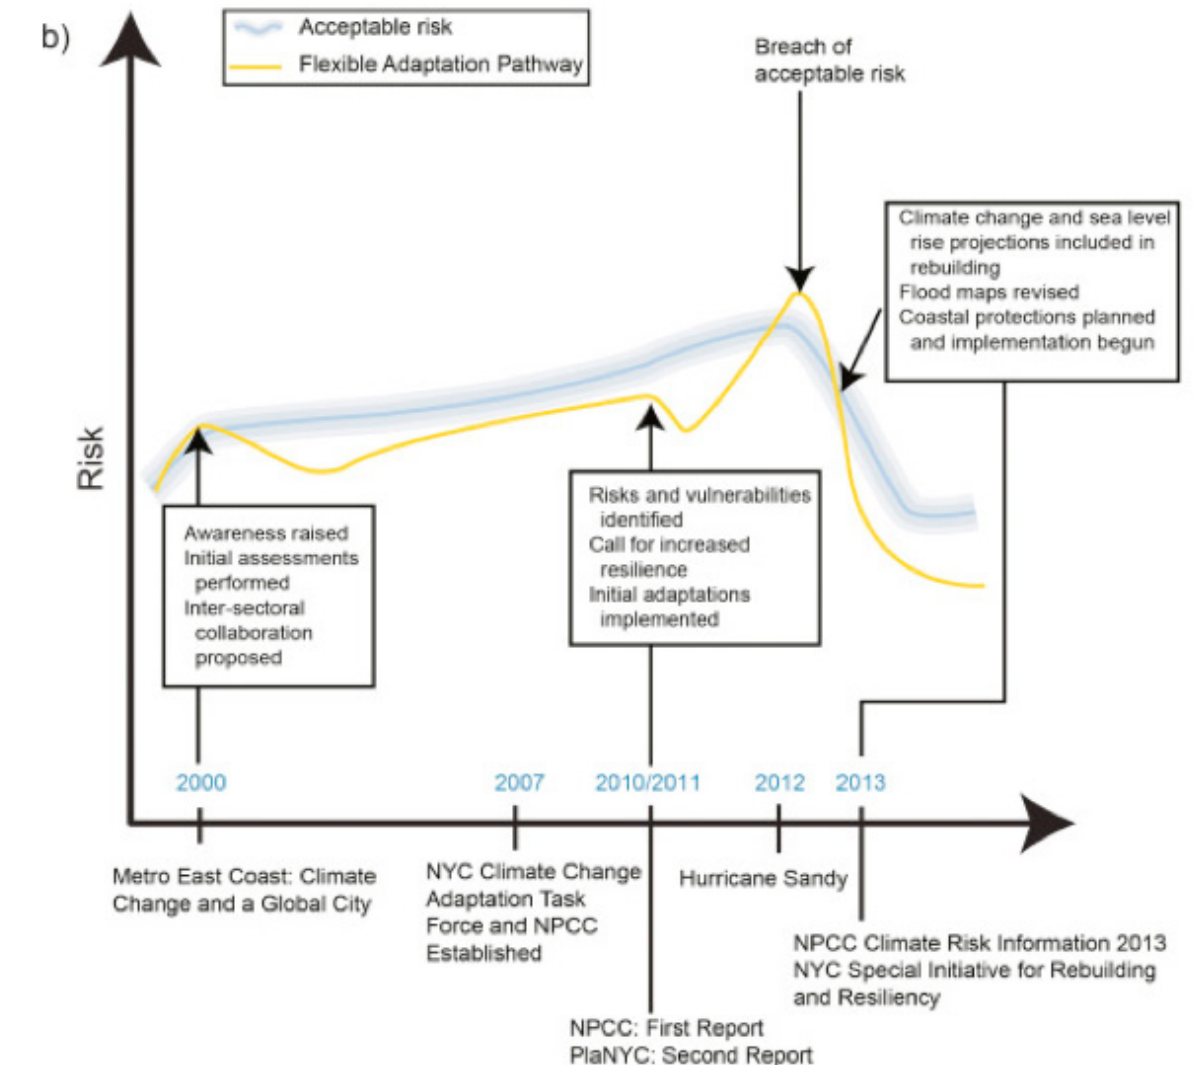 b)
Acceptable risk
Flexible Adaptation Pathway
Breach of
acceptable risk
Climate change and sea level
rise projections included in
rebuilding
Flood maps revised
Coastal protections planned
and implementation begun
Risk
Risks and vulnerabilities
identified
Call for increased
resilience
Initial adaptations
implemented
Awareness raised
Initial assessments
performed
Inter-sectoral
collaboration
proposed
2000
2007
2010/2011
2012
2013
Metro East Coast: Climate
Change and a Global City
NYC Climate Change
Adaptation Task
Force and NPCC
Established
Hurricane Sandy
NPCC Climate Risk Information 2013
NYC Special Initiative for Rebuilding
and Resiliency
NPCC: First Report
PlaNYC: Second Report